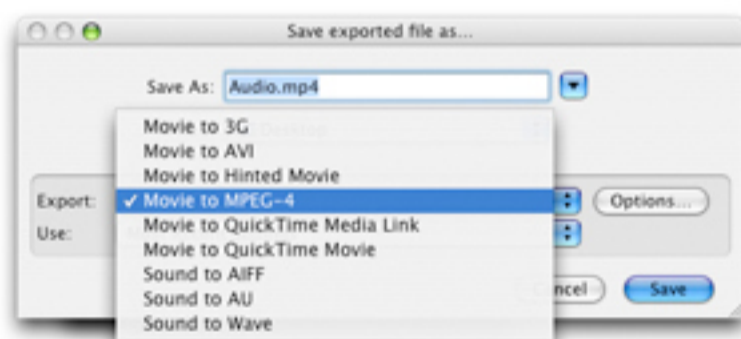 Save exported file as...
Save As: Audio.mp4
Desktop
Movie to 3G
Movie to AVI
Movie to Hinted Movie
Export: ✓ Movie to MPEG-4 Options...
Use: Movie to QuickTime Media Link
Movie to QuickTime Movie
Sound to AIFF
Sound to AU
ncel Save
Sound to Wave